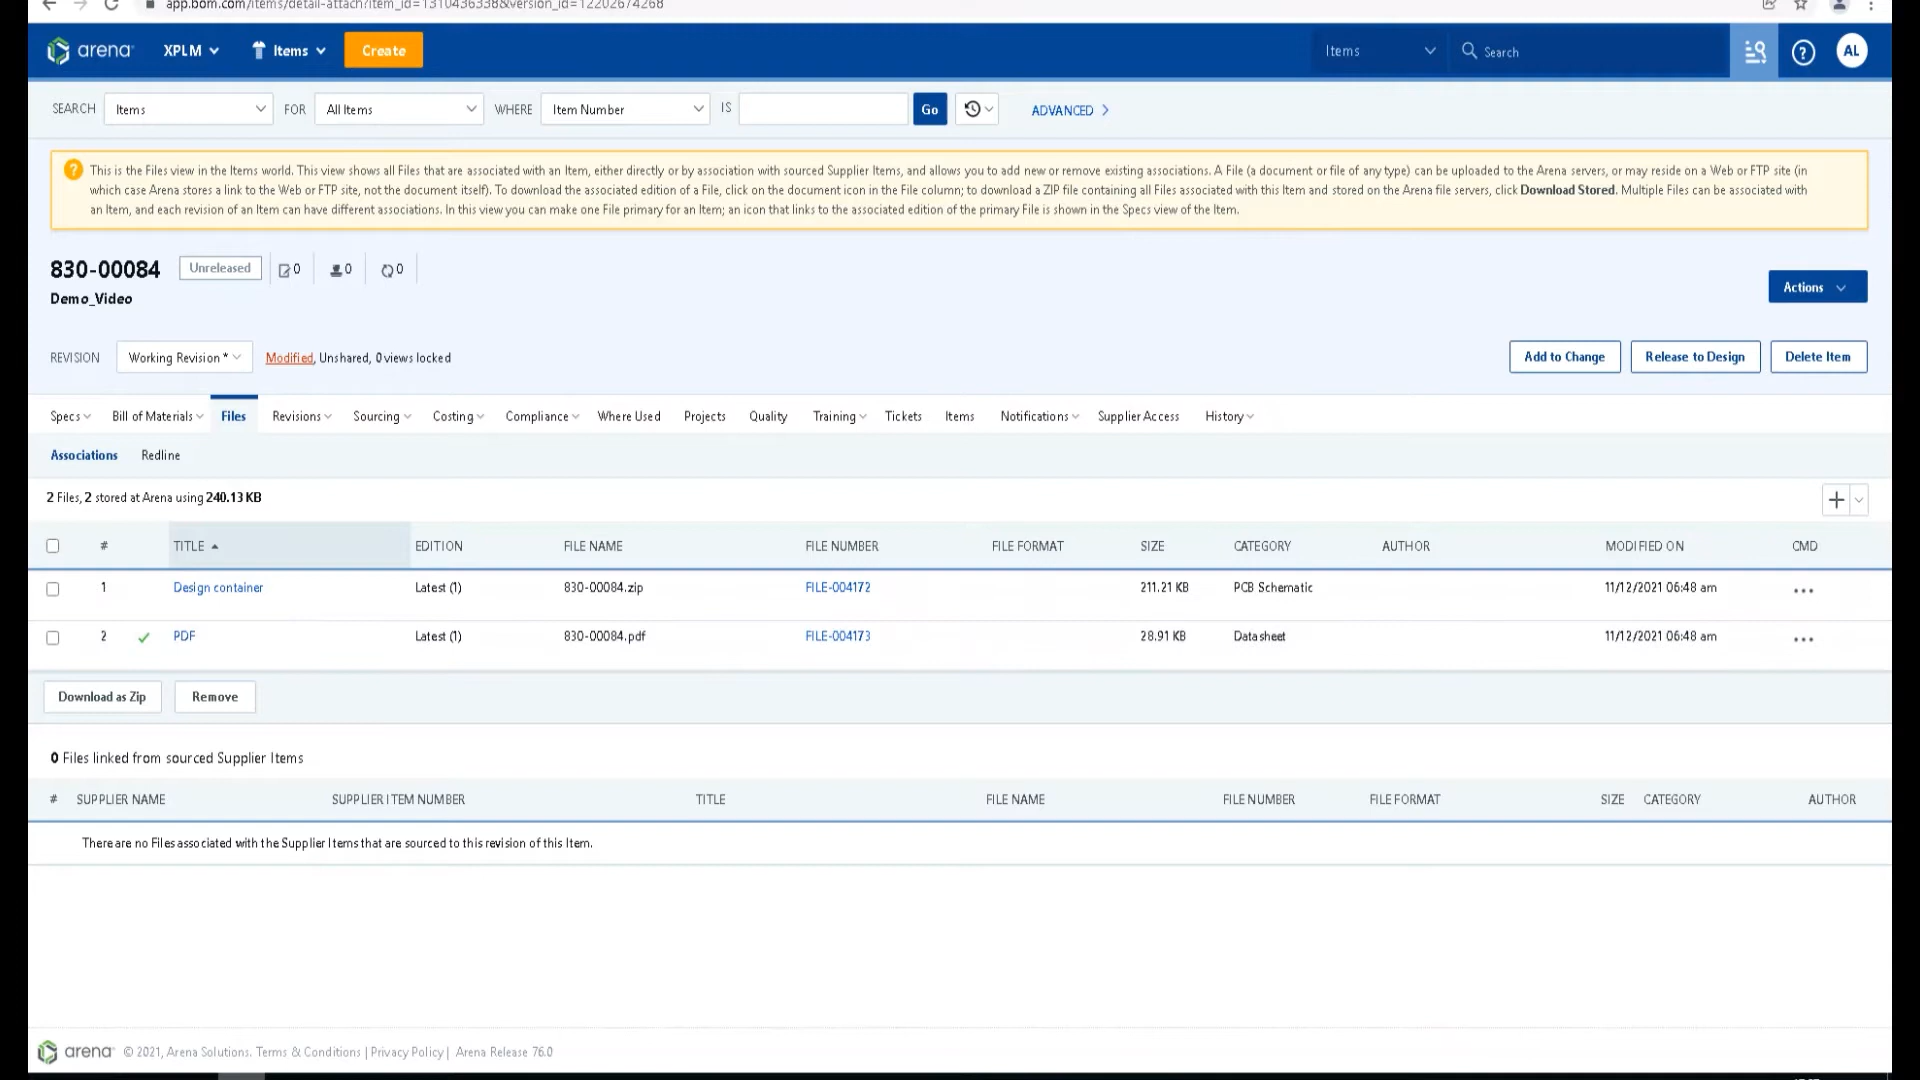 app.bom.com/items/detail-attach?item_id=1310436338&version_id=12202674268
arena XPLM Items Create Items Search ? AL
SEARCH Items FOR All Items WHERE Item Number IS Go ADVANCED
? This is the Files view in the Items world. This view shows all Files that are associated with an Item, either directly or by association with sourced Supplier Items, and allows you to add new or remove existing associations. A File (a document or file of any type) can be uploaded to the Arena servers, or may reside on a Web or FTP site (in
which case Arena stores a link to the Web or FTP site, not the document itself). To download the associated edition of a File, click on the document icon in the File column; to download a ZIP file containing all Files associated with this Item and stored on the Arena file servers, click Download Stored. Multiple Files can be associated with
an Item, and each revision of an Item can have different associations. In this view you can make one File primary for an Item; an icon that links to the associated edition of the primary File is shown in the Specs view of the Item.
830-00084 Unreleased 0 0 0
Demo_Video
Actions
REVISION Working Revision * Modified, Unshared, 0 views locked Add to Change Release to Design Delete Item
Specs Bill of Materials Files Revisions Sourcing Costing Compliance Where Used Projects Quality Training Tickets Items Notifications Supplier Access History
Associations Redline
2 Files, 2 stored at Arena using 240.13 KB
# TITLE EDITION FILE NAME FILE NUMBER FILE FORMAT SIZE CATEGORY AUTHOR MODIFIED ON CMD
1 Design container Latest (1) 830-00084.zip FILE-004172 211.21 KB PCB Schematic 11/12/2021 06:48 am
2 PDF Latest (1) 830-00084.pdf FILE-004173 28.91 KB Datasheet 11/12/2021 06:48 am
Download as Zip Remove
0 Files linked from sourced Supplier Items
# SUPPLIER NAME SUPPLIER ITEM NUMBER TITLE FILE NAME FILE NUMBER FILE FORMAT SIZE CATEGORY AUTHOR
There are no Files associated with the Supplier Items that are sourced to this revision of this Item.
arena © 2021, Arena Solutions. Terms & Conditions | Privacy Policy | Arena Release 76.0